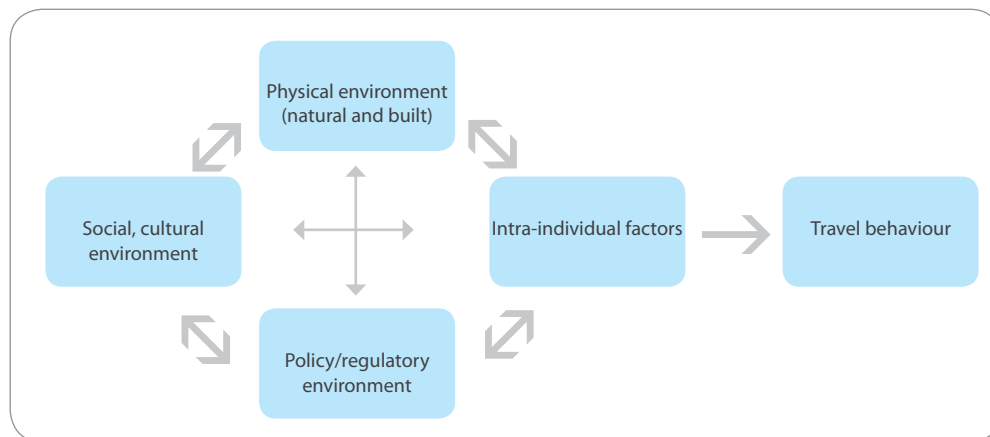 Physical environment
(natural and built)
Social, cultural
environment
Intra-individual factors
Travel behaviour
Policy/regulatory
environment